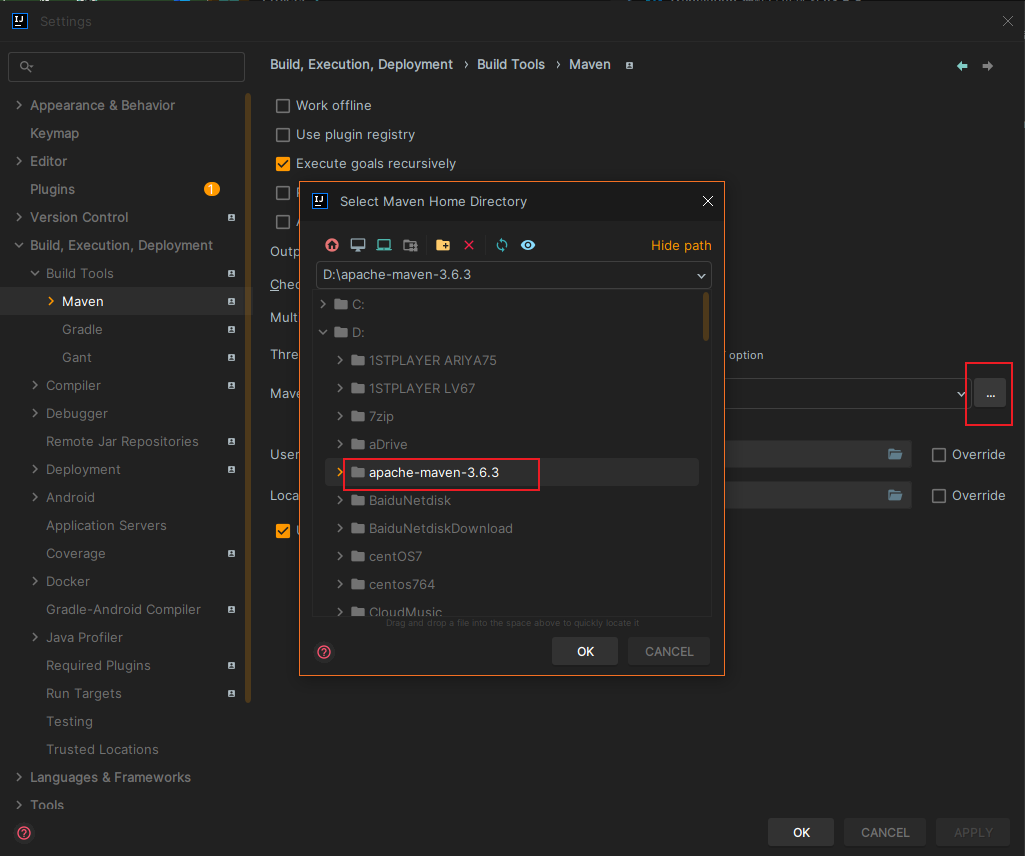 Settings
Build, Execution, Deployment › Build Tools › Maven
Appearance & Behavior
Keymap
Editor
Plugins 1
Version Control
Build, Execution, Deployment
Build Tools
Maven
Gradle
Gant
Compiler
Debugger
Remote Jar Repositories
Deployment
Android
Application Servers
Coverage
Docker
Gradle-Android Compiler
Java Profiler
Required Plugins
Run Targets
Testing
Trusted Locations
Languages & Frameworks
Tools
Work offline
Use plugin registry
Execute goals recursively
Outp
Chec
Mult
Thre
option
Mave
...
User
Override
Loca
Override
IJ
Select Maven Home Directory
Hide path
D:\apache-maven-3.6.3
C:
D:
1STPLAYER ARIYA75
1STPLAYER LV67
7zip
aDrive
apache-maven-3.6.3
BaiduNetdisk
BaiduNetdiskDownload
centOS7
centos764
CloudMusic
Drag and drop a file into the space above to quickly locate it
?
OK
CANCEL
?
OK
CANCEL
APPLY